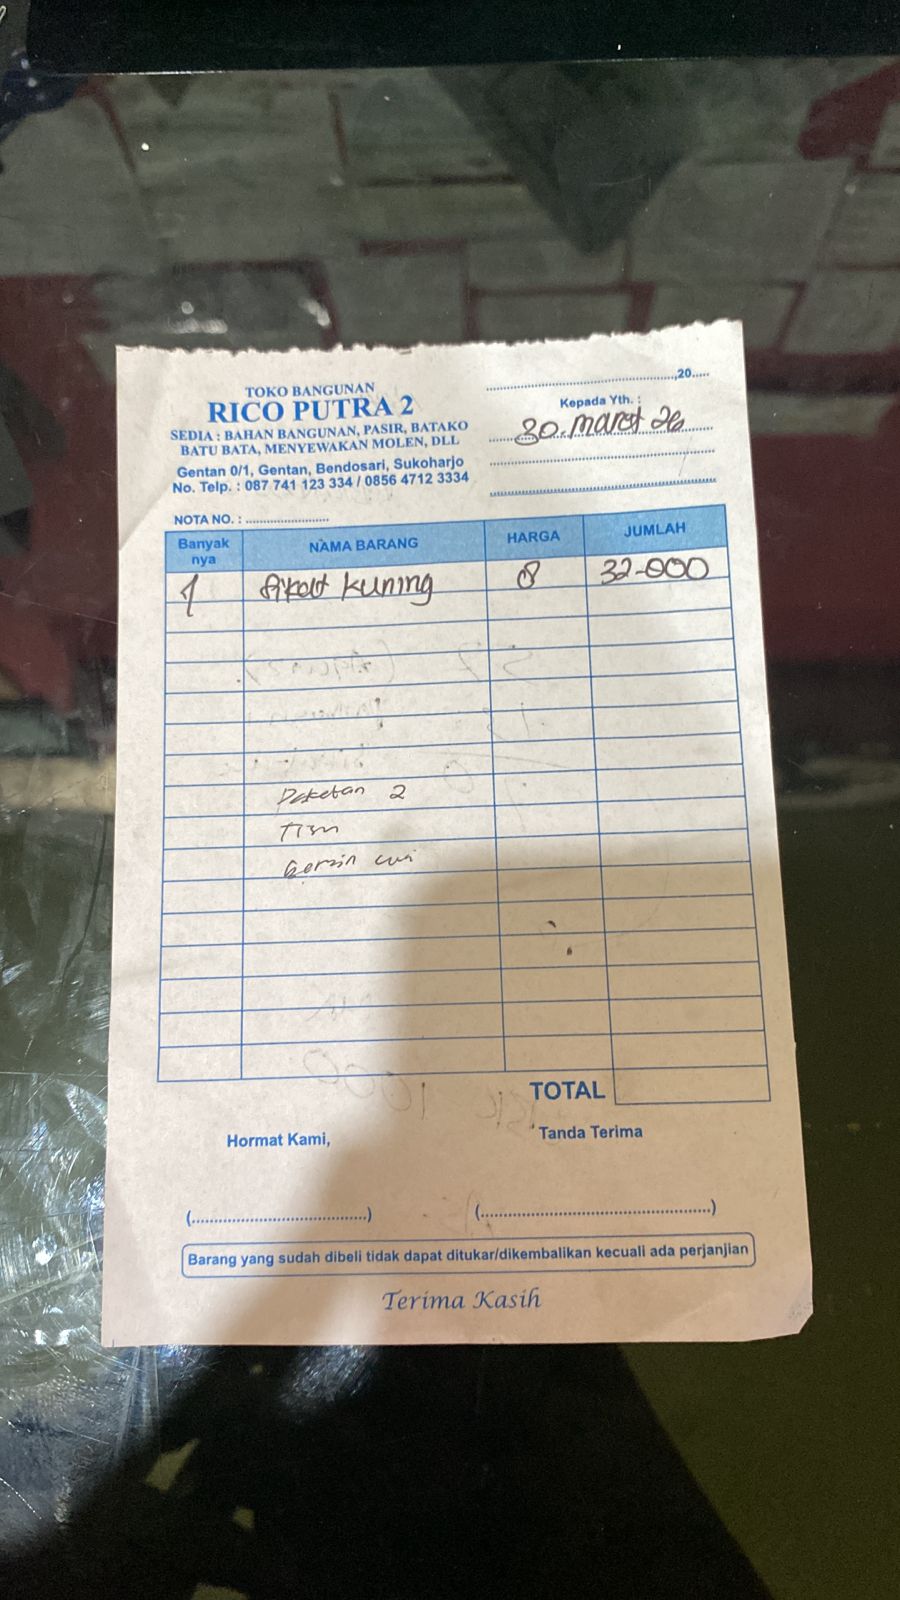 TOKO BANGUNAN
RICO PUTRA 2
SEDIA : BAHAN BANGUNAN, PASIR, BATAKO
BATU BATA, MENYEWAKAN MOLEN, DLL
Gentan 0/1, Gentan, Bendosari, Sukoharjo
No. Telp. : 087 741 123 334 / 0856 4712 3334
....................,20.....
Kepada Yth. :
30 maret 26
NOTA NO. : ........................
Banyak nya NAMA BARANG HARGA JUMLAH
1 kuning 8 32-000
Paketan 2
TOTAL
Hormat Kami, Tanda Terima
(......................................) (..................................................)
Barang yang sudah dibeli tidak dapat ditukar/dikembalikan kecuali ada perjanjian
Terima Kasih